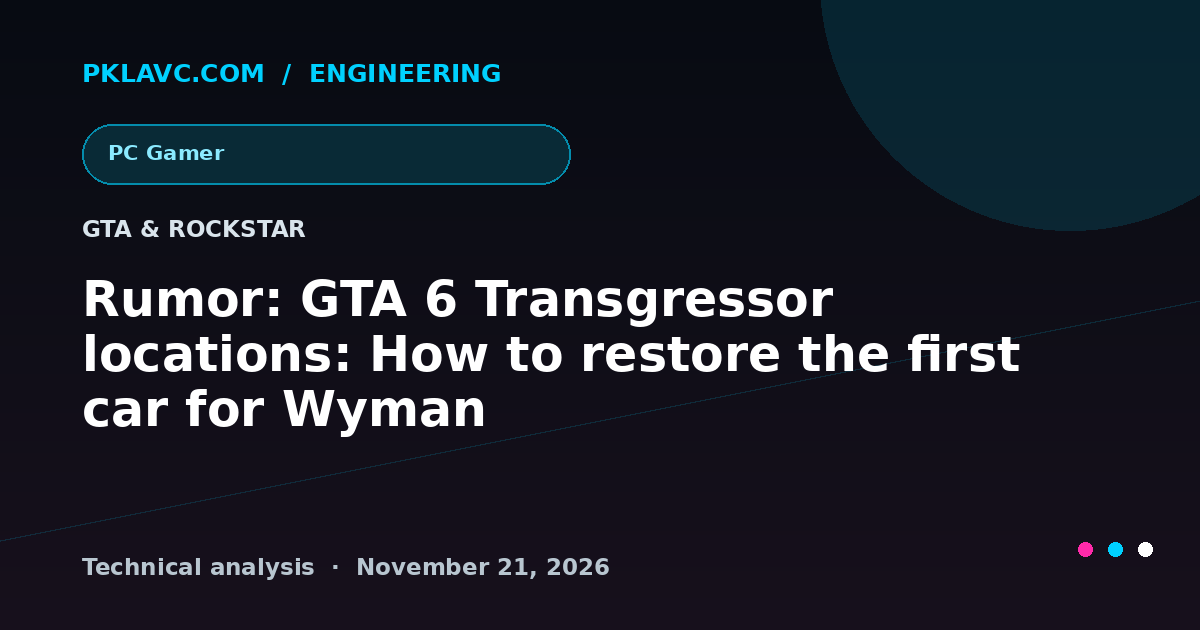 PKLAVC.COM / ENGINEERING
PC Gamer
GTA & ROCKSTAR
Rumor: GTA 6 Transgressor
locations: How to restore the first
car for Wyman
Technical analysis · November 21, 2026